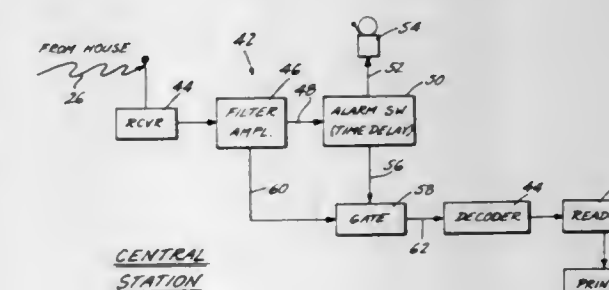 FROM HOUSE
26
44
RCVR
42
46
FILTER
AMPL.
48
54
52
50
ALARM SW.
(TIME DELAY)
56
60
58
GATE
62
44
DECODER
READ
PRIN
CENTRAL
STATION